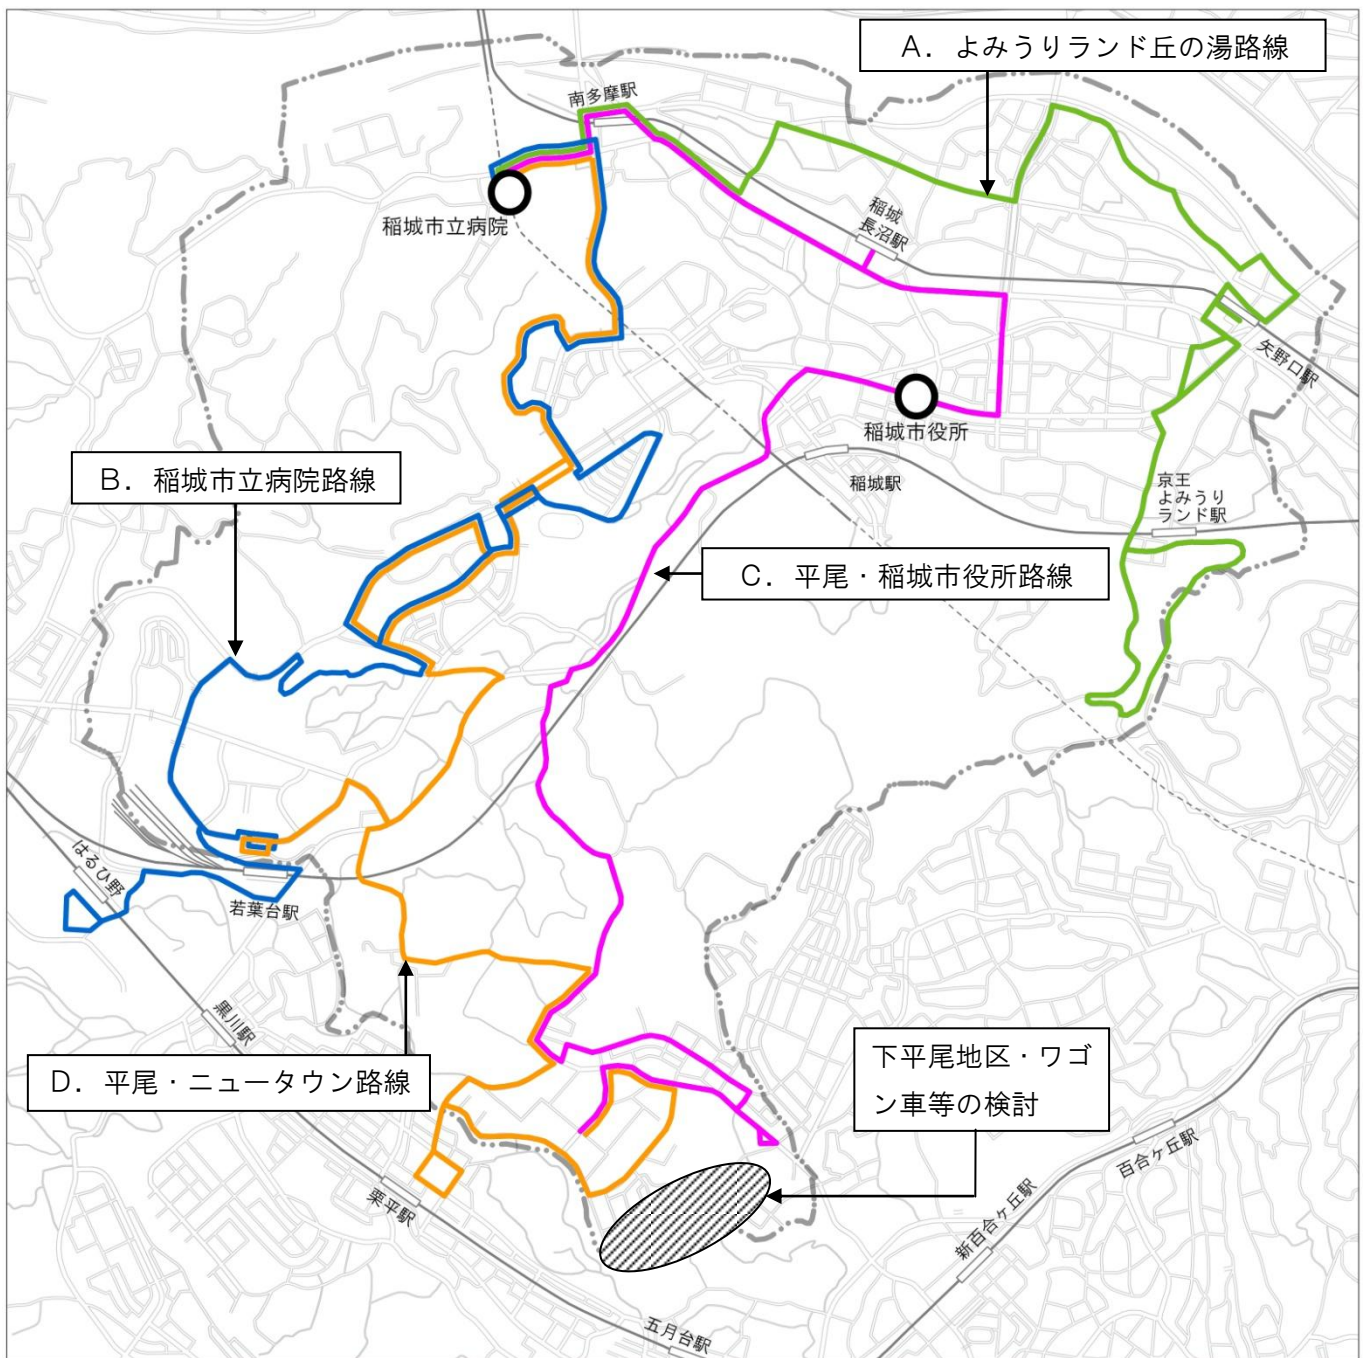 A．よみうりランド丘の湯路線
南多摩駅
稲城市立病院
稲城
長沼駅
矢野口駅
稲城市役所
B．稲城市立病院路線
稲城駅
京王
よみうり
ランド駅
C．平尾・稲城市役所路線
はるひ野
若葉台駅
黒川駅
D．平尾・ニュータウン路線
下平尾地区・ワゴ
ン車等の検討
栗平駅
百合ヶ丘駅
新百合ヶ丘駅
五月台駅